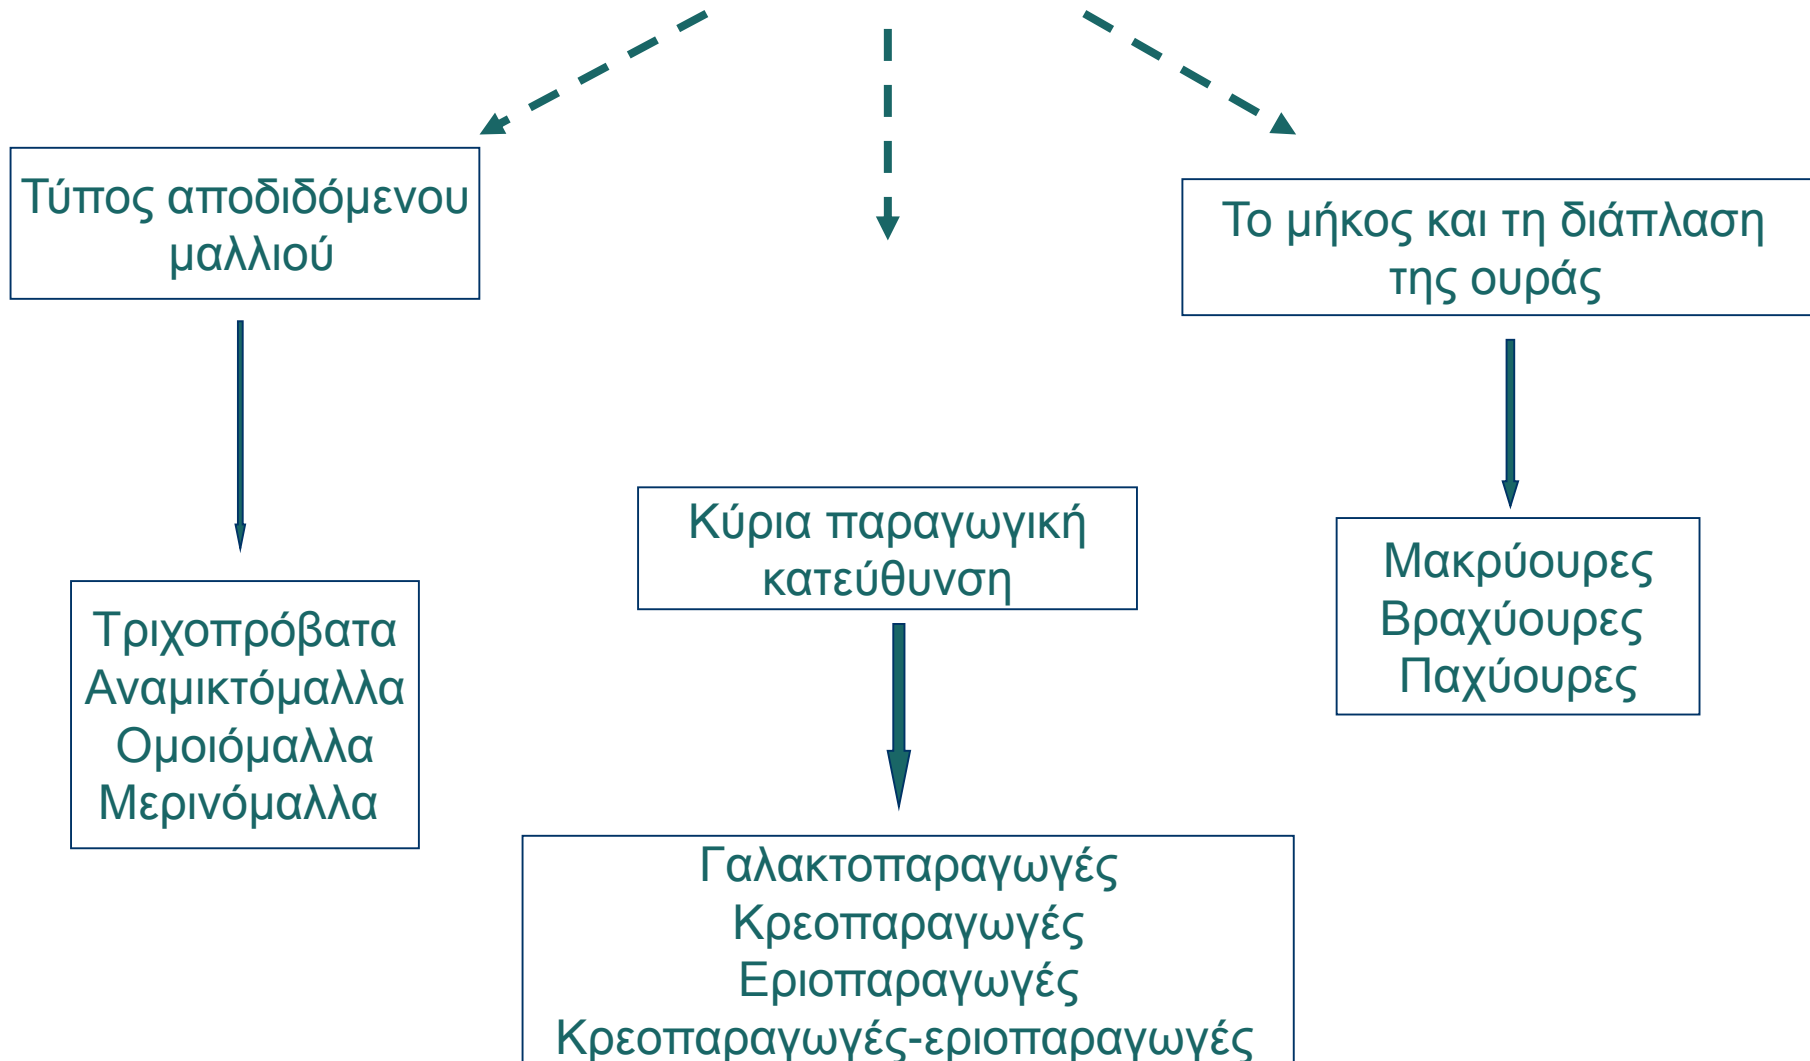 Τύπος αποδιδόμενου
μαλλιού
Το μήκος και τη διάπλαση
της ουράς
Κύρια παραγωγική
κατεύθυνση
Μακρύουρες
Βραχύουρες
Παχύουρες
Τριχοπρόβατα
Αναμικτόμαλλα
Ομοιόμαλλα
Μερινόμαλλα
Γαλακτοπαραγωγές
Κρεοπαραγωγές
Εριοπαραγωγές
Κρεοπαραγωγές-εριοπαραγωγές